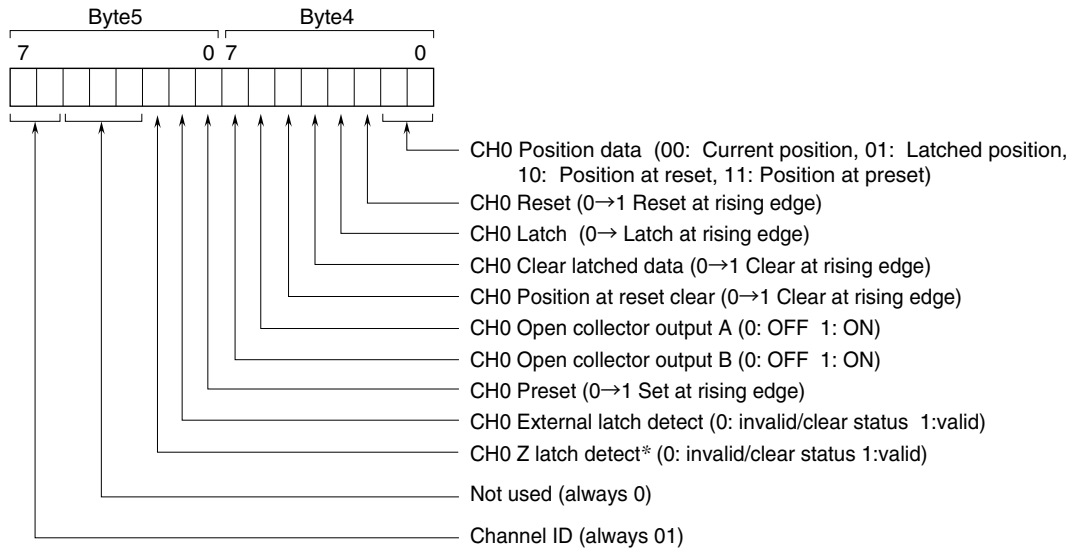 Byte5 Byte4
7 0 7 0
CH0 Position data (00: Current position, 01: Latched position,
10: Position at reset, 11: Position at preset)
CH0 Reset (0→1 Reset at rising edge)
CH0 Latch (0→ Latch at rising edge)
CH0 Clear latched data (0→1 Clear at rising edge)
CH0 Position at reset clear (0→1 Clear at rising edge)
CH0 Open collector output A (0: OFF 1: ON)
CH0 Open collector output B (0: OFF 1: ON)
CH0 Preset (0→1 Set at rising edge)
CH0 External latch detect (0: invalid/clear status 1:valid)
CH0 Z latch detect* (0: invalid/clear status 1:valid)
Not used (always 0)
Channel ID (always 01)